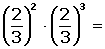 (2/3)² · (2/3)³ =